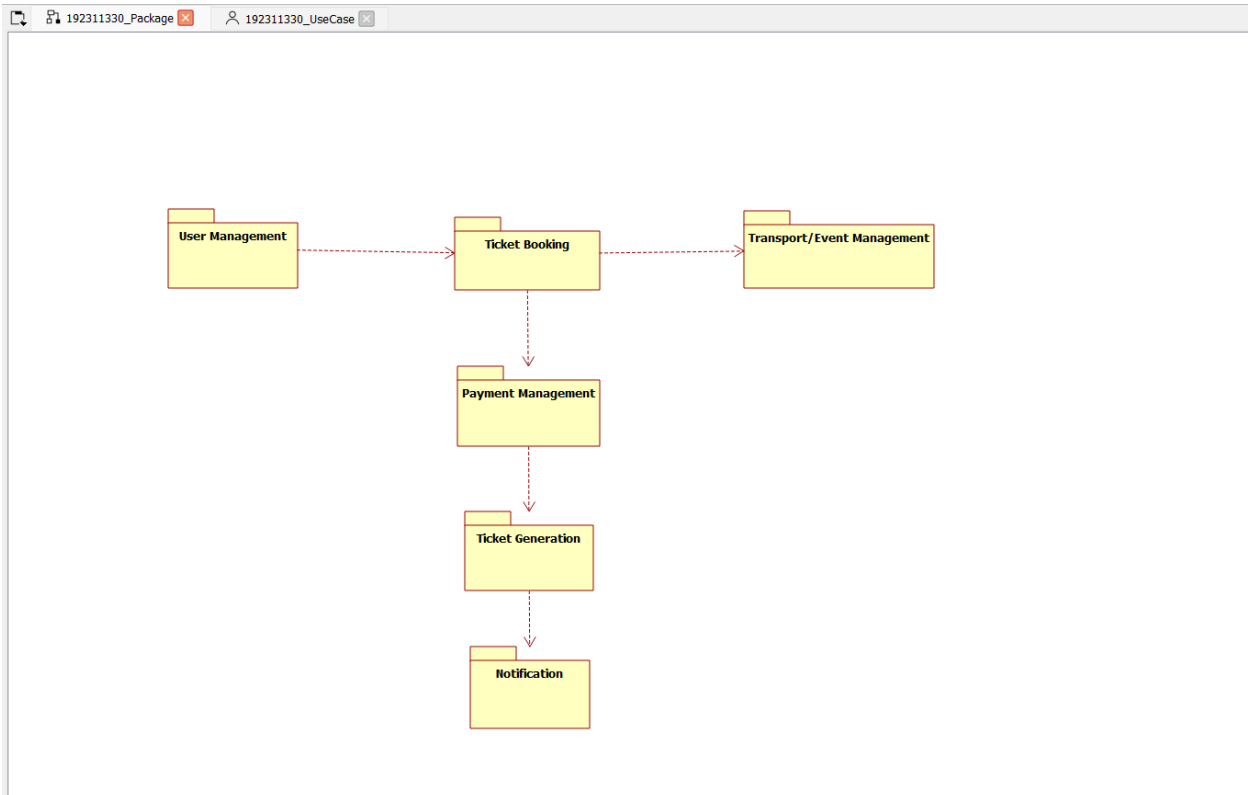 192311330_Package
192311330_UseCase
User Management
Ticket Booking
Transport/Event Management
Payment Management
Ticket Generation
Notification